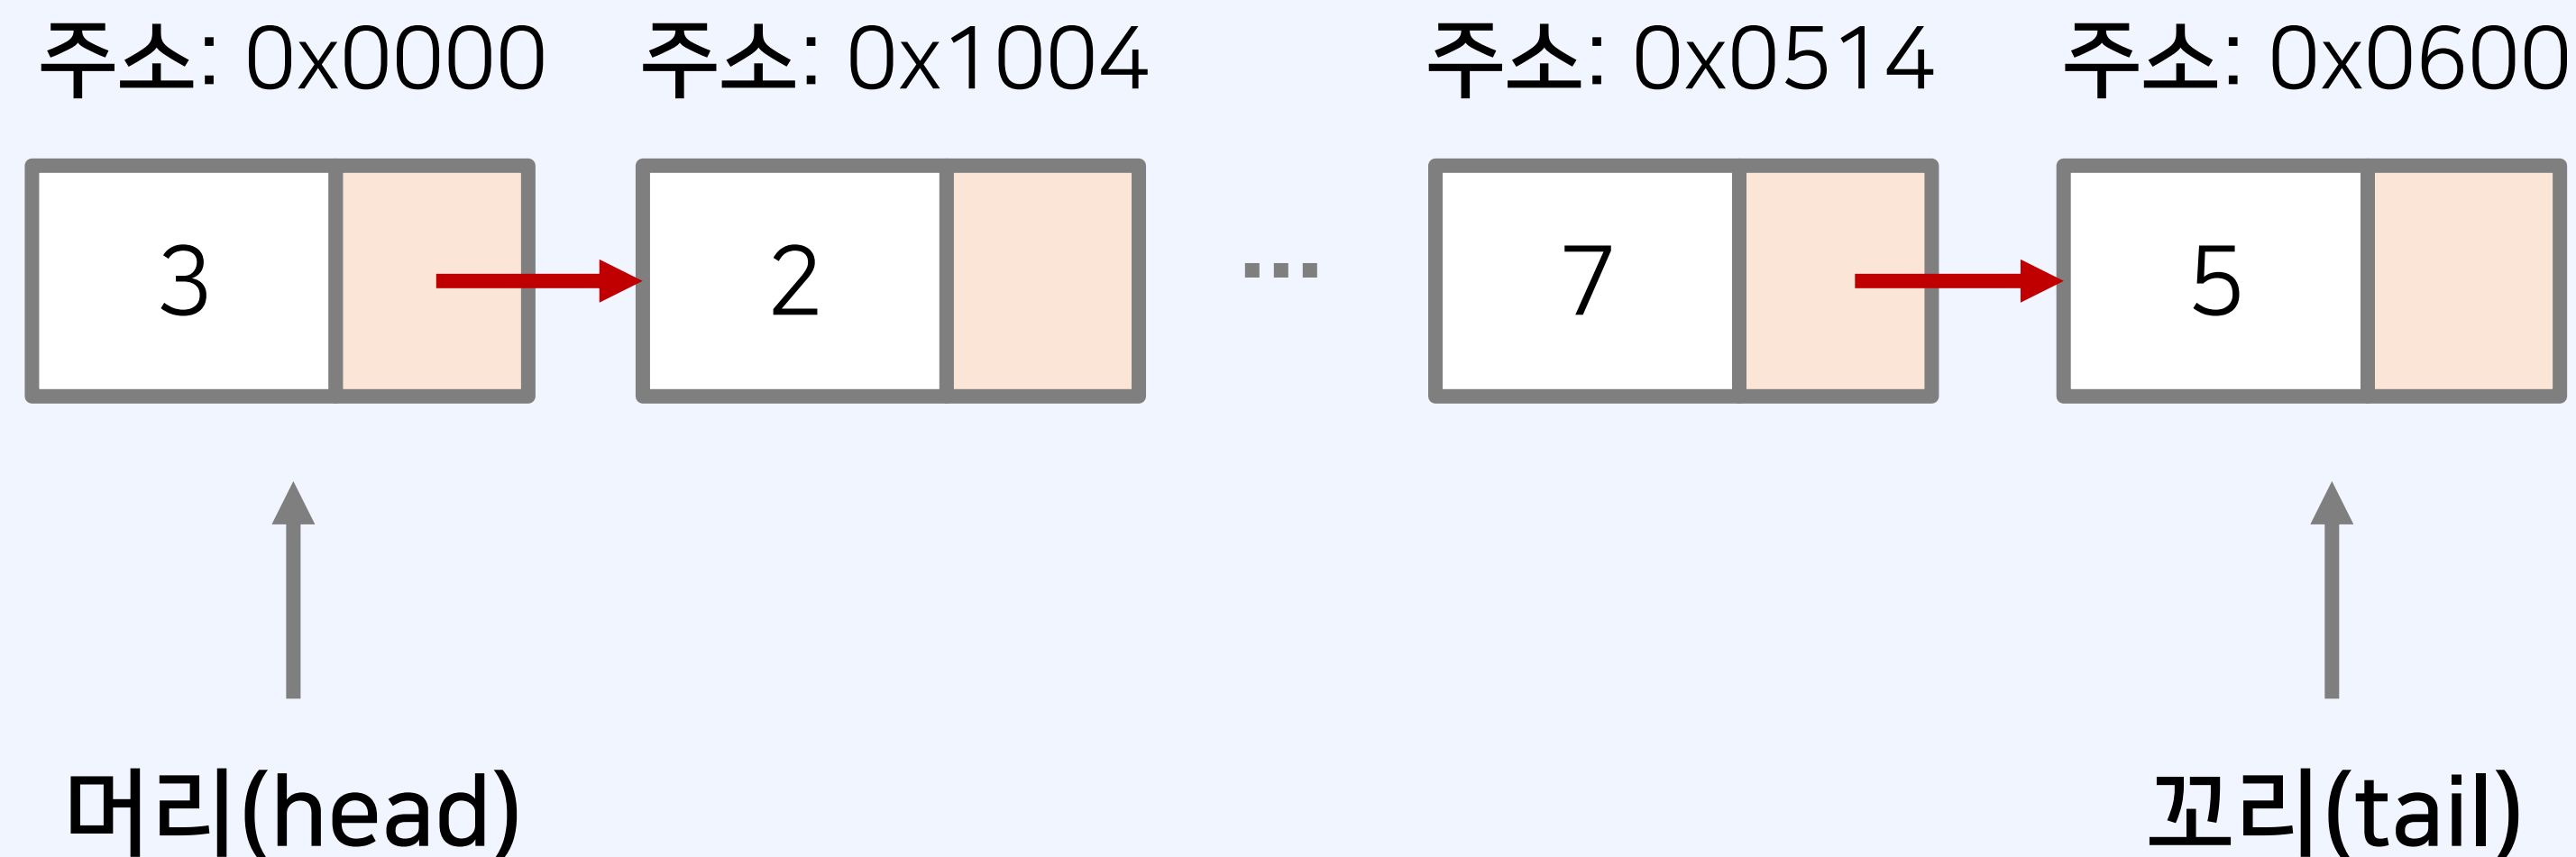 주소: 0x0000 주소: 0x1004 주소: 0x0514 주소: 0x0600
3 2 ... 7 5
머리(head) 꼬리(tail)